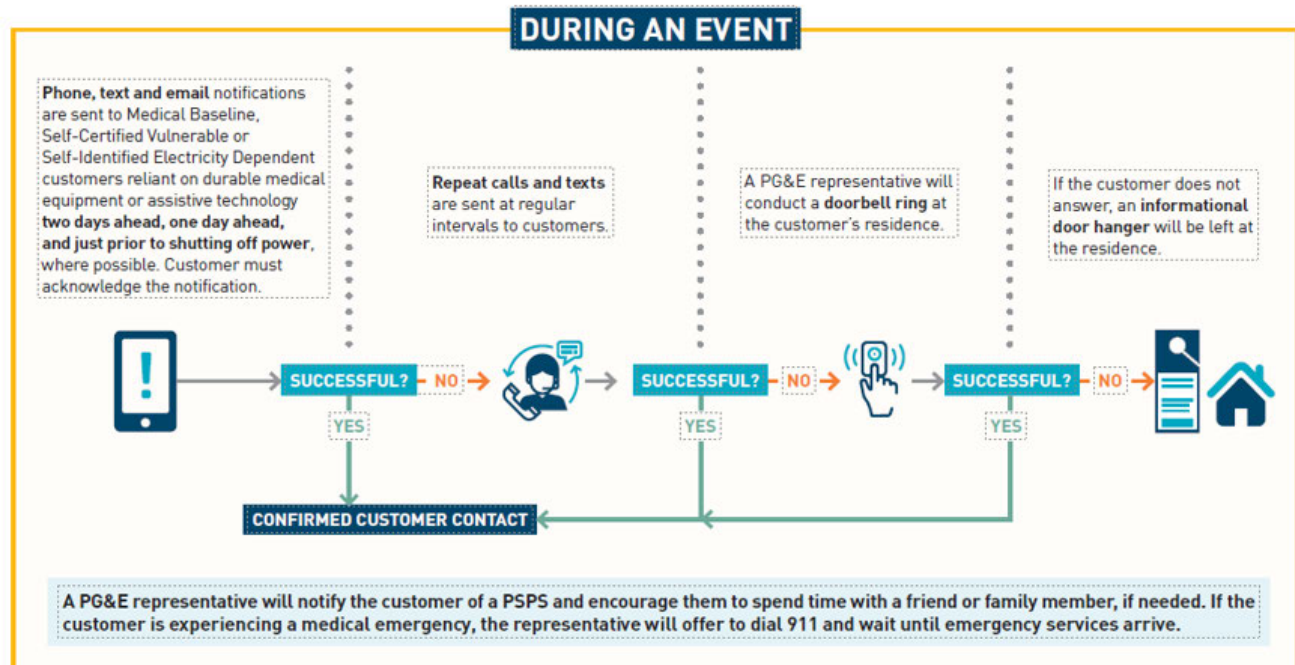 DURING AN EVENT
Phone, text and email notifications
are sent to Medical Baseline,
Self-Certified Vulnerable or
Self-Identified Electricity Dependent
customers reliant on durable medical
equipment or assistive technology
two days ahead, one day ahead,
and just prior to shutting off power,
where possible. Customer must
acknowledge the notification.
Repeat calls and texts
are sent at regular
intervals to customers.
A PG&E representative will
conduct a doorbell ring at
the customer's residence.
If the customer does not
answer, an informational
door hanger will be left at
the residence.
SUCCESSFUL?
NO
SUCCESSFUL?
NO
SUCCESSFUL?
NO
YES
YES
YES
CONFIRMED CUSTOMER CONTACT
A PG&E representative will notify the customer of a PSPS and encourage them to spend time with a friend or family member, if needed. If the
customer is experiencing a medical emergency, the representative will offer to dial 911 and wait until emergency services arrive.